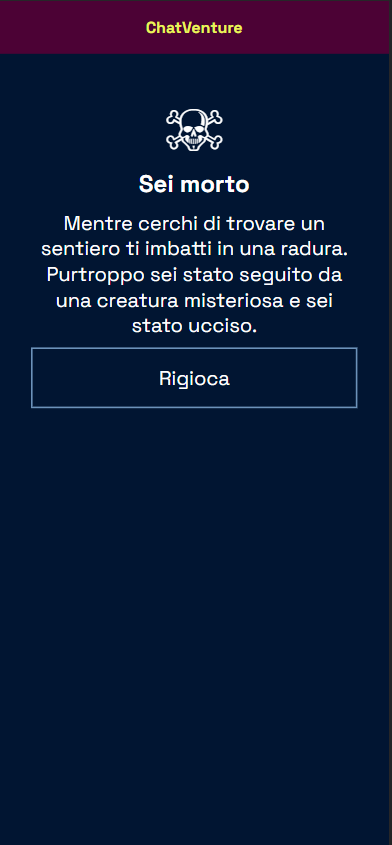 ChatVenture
Sei morto
Mentre cerchi di trovare un
sentiero ti imbatti in una radura.
Purtroppo sei stato seguito da
una creatura misteriosa e sei
stato ucciso.
Rigioca